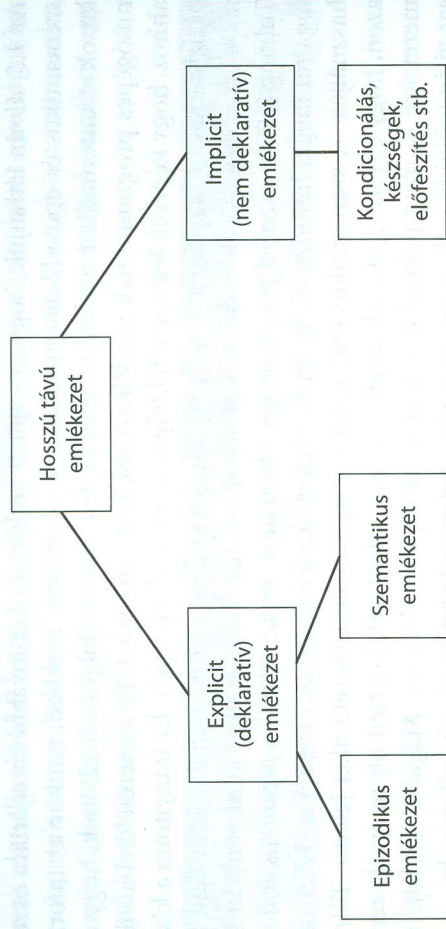 Hosszú távú
emlékezet
Explicit
(deklaratív)
emlékezet
Implicit
(nem deklaratív)
emlékezet
Epizodikus
emlékezet
Szemantikus
emlékezet
Kondicionálás,
készségek,
előfeszítés stb.